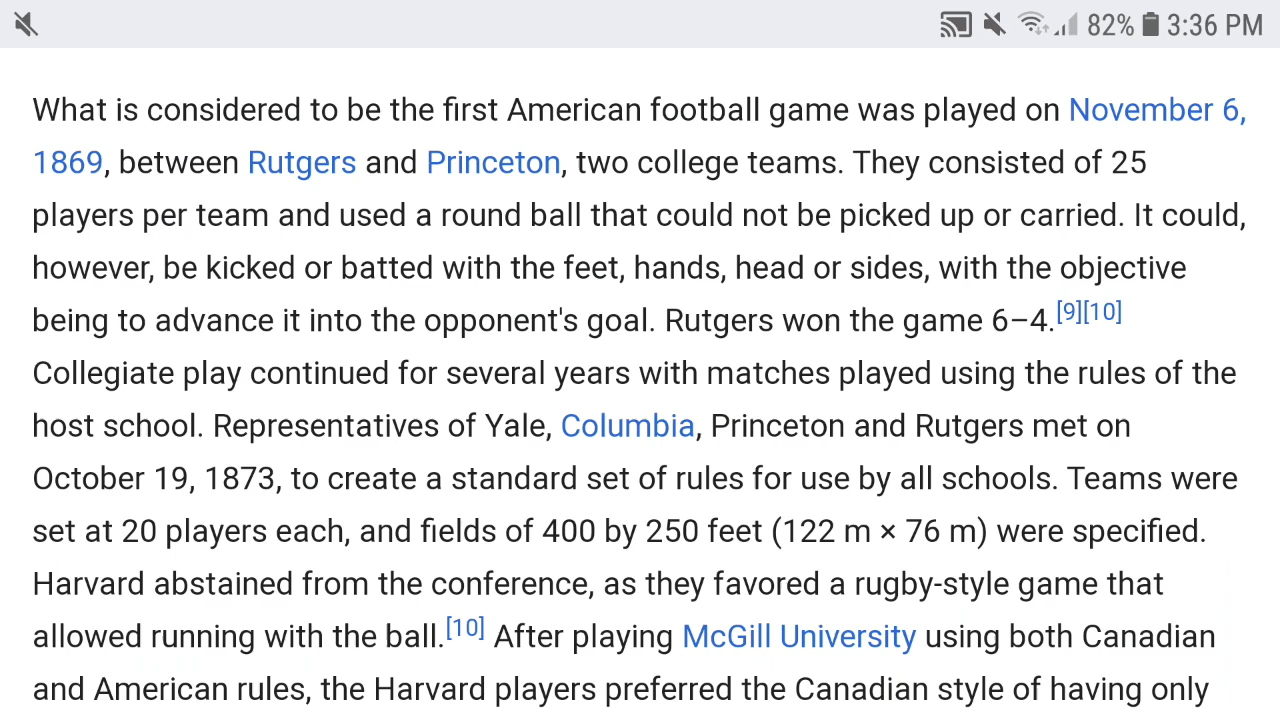 82% 3:36 PM
What is considered to be the first American football game was played on November 6,
1869, between Rutgers and Princeton, two college teams. They consisted of 25
players per team and used a round ball that could not be picked up or carried. It could,
however, be kicked or batted with the feet, hands, head or sides, with the objective
being to advance it into the opponent's goal. Rutgers won the game 6–4.[9][10]
Collegiate play continued for several years with matches played using the rules of the
host school. Representatives of Yale, Columbia, Princeton and Rutgers met on
October 19, 1873, to create a standard set of rules for use by all schools. Teams were
set at 20 players each, and fields of 400 by 250 feet (122 m × 76 m) were specified.
Harvard abstained from the conference, as they favored a rugby-style game that
allowed running with the ball.[10] After playing McGill University using both Canadian
and American rules, the Harvard players preferred the Canadian style of having only